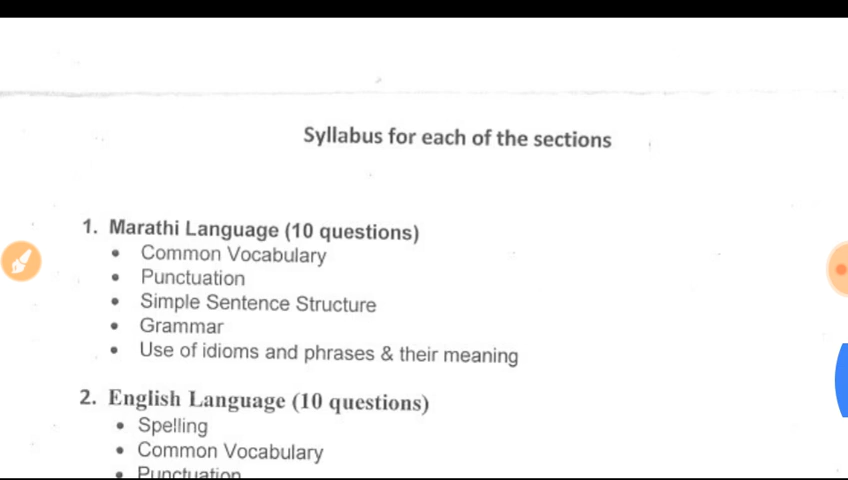 Syllabus for each of the sections
1. Marathi Language (10 questions)
• Common Vocabulary
• Punctuation
• Simple Sentence Structure
• Grammar
• Use of idioms and phrases & their meaning
2. English Language (10 questions)
• Spelling
• Common Vocabulary
• Punctuation